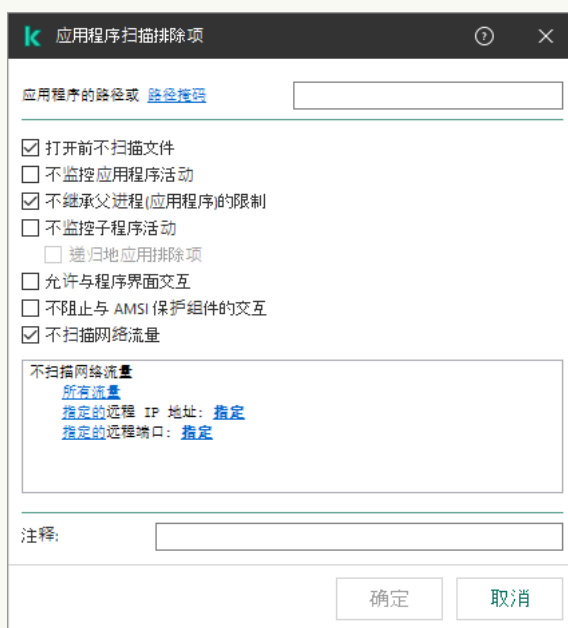 应用程序扫描排除项
应用程序的路径或 路径掩码
打开前不扫描文件
不监控应用程序活动
不继承父进程(应用程序)的限制
不监控子程序活动
递归地应用排除项
允许与程序界面交互
不阻止与 AMSI 保护组件的交互
不扫描网络流量
不扫描网络流量
所有流量
指定的远程 IP 地址: 指定
指定的远程端口: 指定
注释:
确定 取消